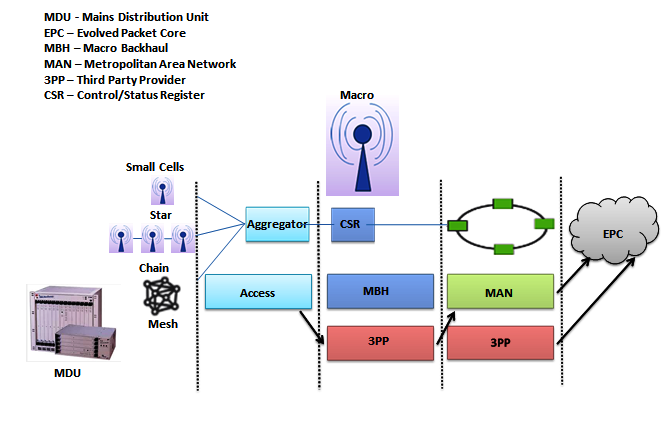 MDU - Mains Distribution Unit
EPC – Evolved Packet Core
MBH – Macro Backhaul
MAN – Metropolitan Area Network
3PP – Third Party Provider
CSR – Control/Status Register
Macro
Small Cells
Star
Aggregator
CSR
EPC
Chain
Access
MBH
MAN
Mesh
3PP
3PP
MDU